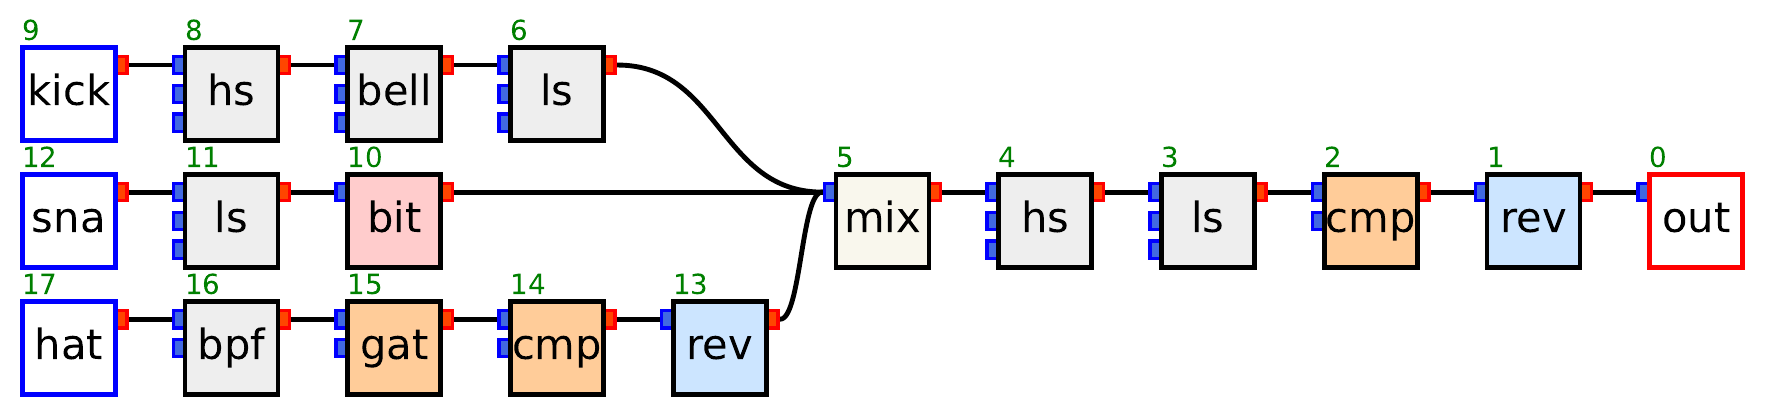 9 8 7 6
kick hs bell ls
12 11 10 5 4 3 2 1 0
sna ls bit mix hs ls cmp rev out
17 16 15 14 13
hat bpf gat cmp rev